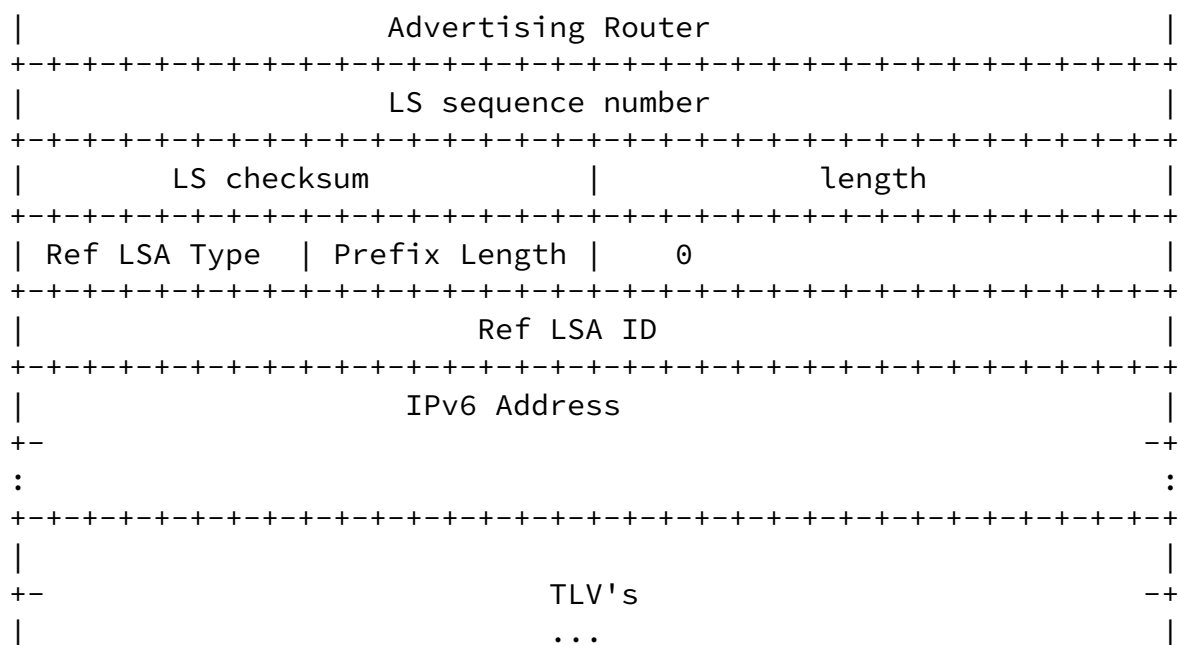 |                     Advertising Router                        |
+-+-+-+-+-+-+-+-+-+-+-+-+-+-+-+-+-+-+-+-+-+-+-+-+-+-+-+-+-+-+-+-+
|                     LS sequence number                        |
+-+-+-+-+-+-+-+-+-+-+-+-+-+-+-+-+-+-+-+-+-+-+-+-+-+-+-+-+-+-+-+-+
|        LS checksum            |            length             |
+-+-+-+-+-+-+-+-+-+-+-+-+-+-+-+-+-+-+-+-+-+-+-+-+-+-+-+-+-+-+-+-+
| Ref LSA Type  | Prefix Length |    0                          |
+-+-+-+-+-+-+-+-+-+-+-+-+-+-+-+-+-+-+-+-+-+-+-+-+-+-+-+-+-+-+-+-+
|                         Ref LSA ID                            |
+-+-+-+-+-+-+-+-+-+-+-+-+-+-+-+-+-+-+-+-+-+-+-+-+-+-+-+-+-+-+-+-+
|                     IPv6 Address                              |
+-                                                             -+
:                                                               :
+-+-+-+-+-+-+-+-+-+-+-+-+-+-+-+-+-+-+-+-+-+-+-+-+-+-+-+-+-+-+-+-+
|                                                               |
+-                            TLV's                            -+
|                             ...                               |